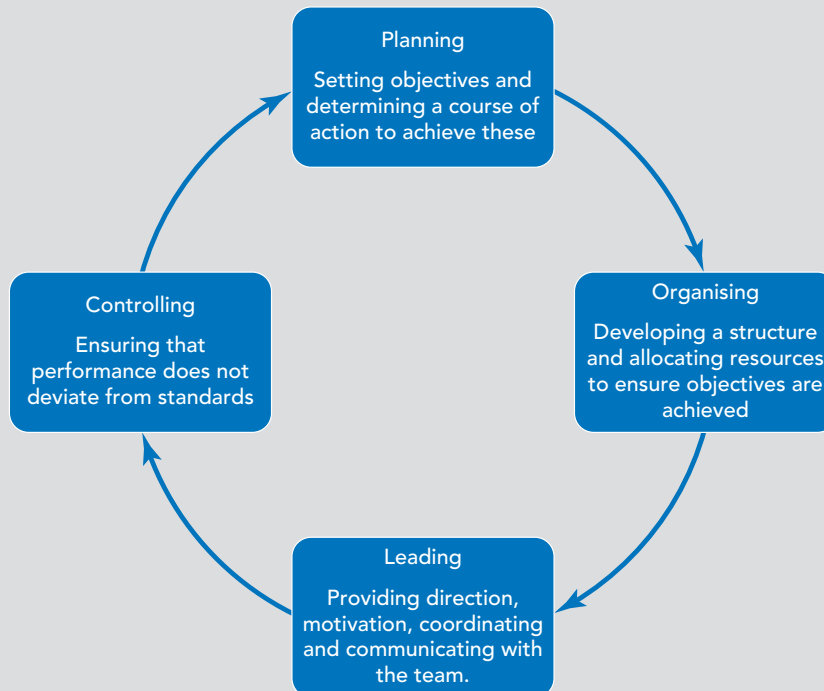 Planning
Setting objectives and
determining a course of
action to achieve these
Organising
Developing a structure
and allocating resources
to ensure objectives are
achieved
Leading
Providing direction,
motivation, coordinating
and communicating with
the team.
Controlling
Ensuring that
performance does not
deviate from standards